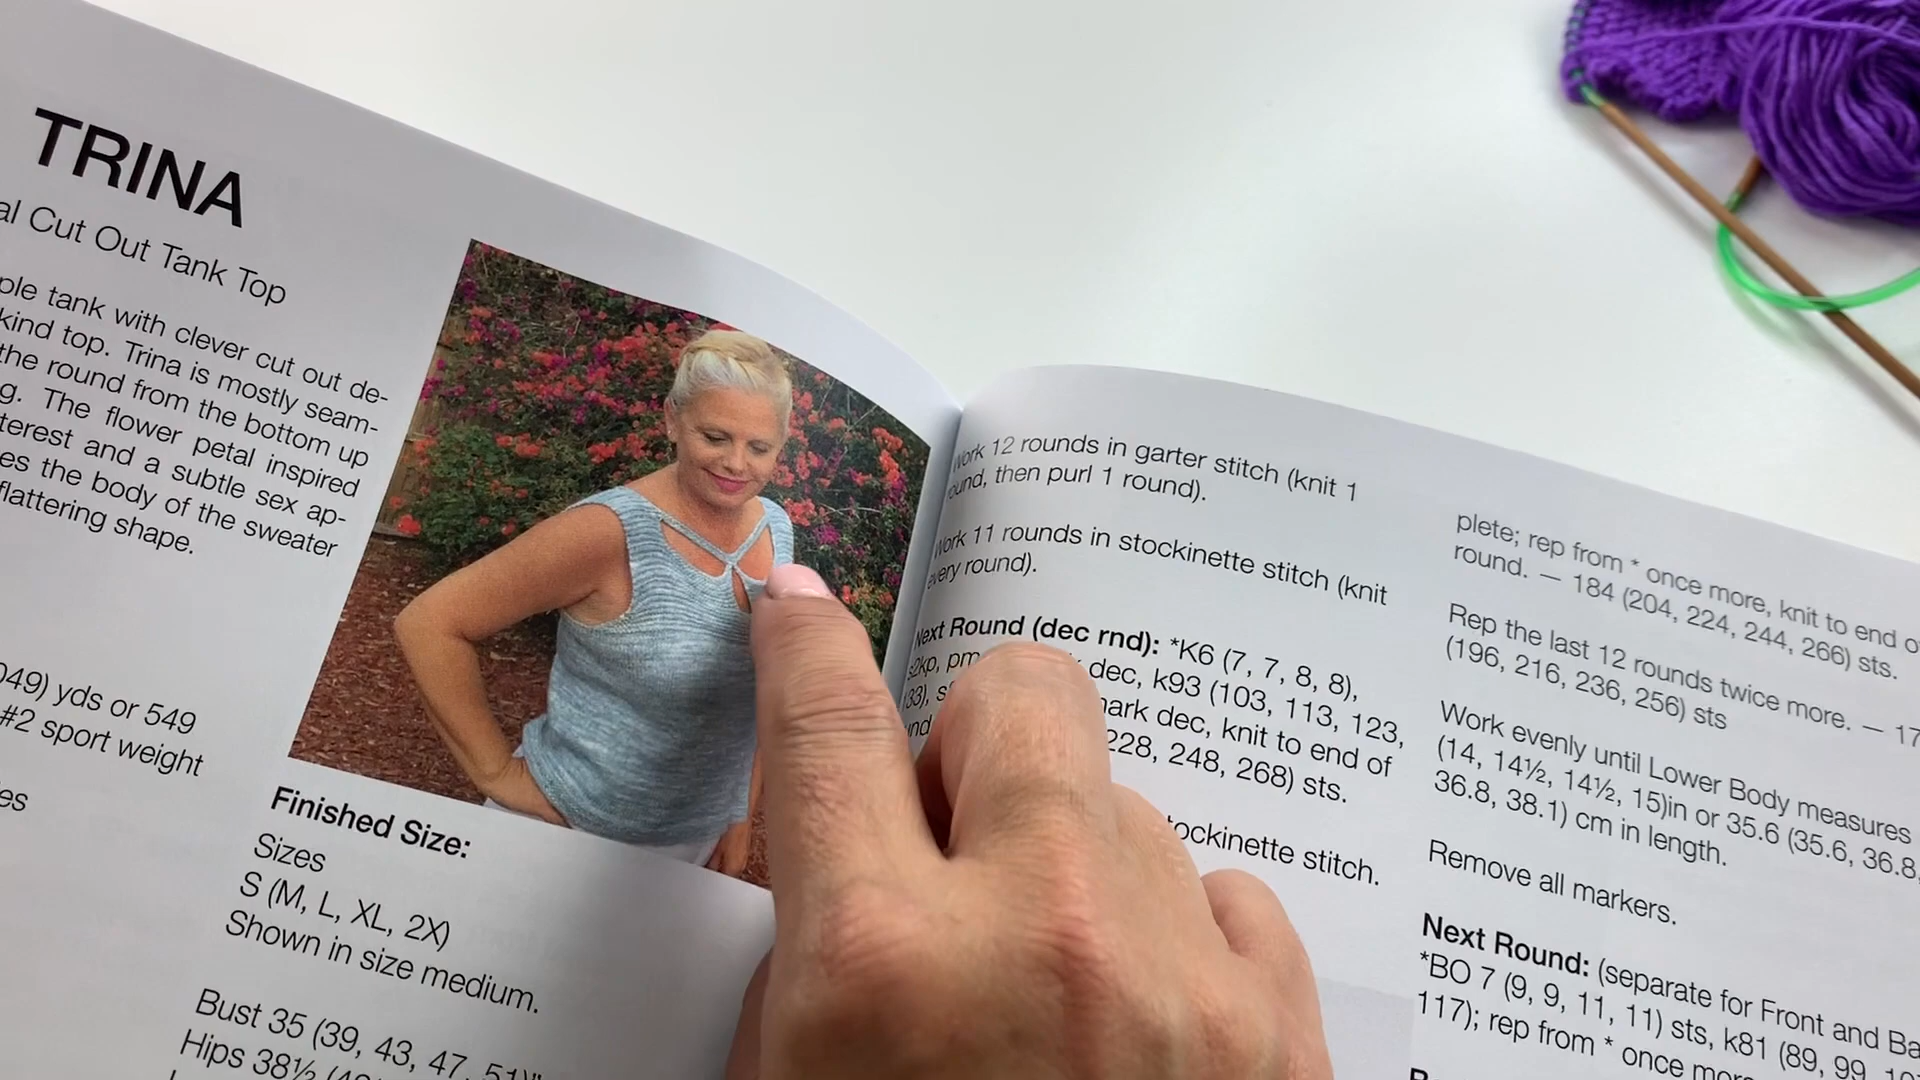 TRINA
al Cut Out Tank Top
ple tank with clever cut out de-
kind top. Trina is mostly seam-
the round from the bottom up
g. The flower petal inspired
terest and a subtle sex ap-
es the body of the sweater
flattering shape.
049) yds or 549
#2 sport weight
es
Finished Size:
Sizes
S (M, L, XL, 2X)
Shown in size medium.
Bust 35 (39, 43, 47, 51)"
Hips 38½
Work 12 rounds in garter stitch (knit 1
ound, then purl 1 round).
Work 11 rounds in stockinette stitch (knit
every round).
Next Round (dec rnd): *K6 (7, 7, 8, 8),
s2kp, pm dec, k93 (103, 113, 123,
133), mark dec, knit to end of
228, 248, 268) sts.
tockinette stitch.
plete; rep from * once more, knit to end o
round. — 184 (204, 224, 244, 266) sts.
Rep the last 12 rounds twice more. — 17
(196, 216, 236, 256) sts
Work evenly until Lower Body measures
(14, 14½, 14½, 15)in or 35.6 (35.6, 36.8,
36.8, 38.1) cm in length.
Remove all markers.
Next Round: (separate for Front and Ba
*BO 7 (9, 9, 11, 11) sts, k81 (89, 99, 107
117); rep from * once more